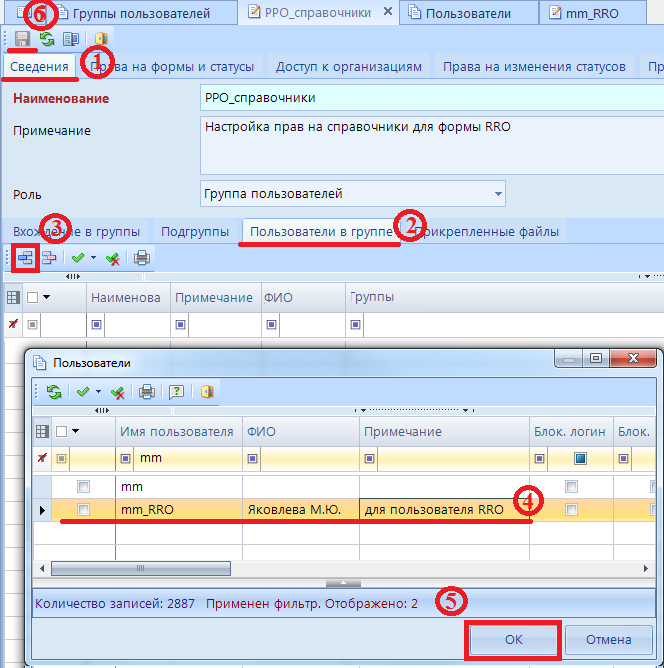 6 Группы пользователей РРО_справочники Пользователи mm_RRO
Сведения 1 Права на формы и статусы Доступ к организациям Права на изменения статусов Пр
Наименование РРО_справочники
Примечание Настройка прав на справочники для формы RRO
Роль Группа пользователей
Вхождение в группы 3 Подгруппы Пользователи в группе 2 Прикрепленные файлы
Наименова Примечание ФИО Группы
Пользователи
Имя пользователя ФИО Примечание Блок. логин Блок.
mm
mm
mm_RRO Яковлева М.Ю. для пользователя RRO 4
Количество записей: 2887 Применен фильтр. Отображено: 2 5
ОК Отмена